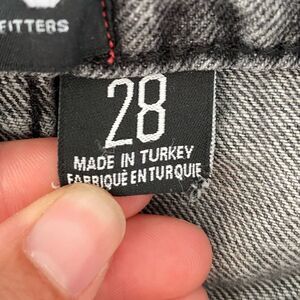 FITTERS
28
MADE IN TURKEY
FABRIQUÉ EN TURQUIE